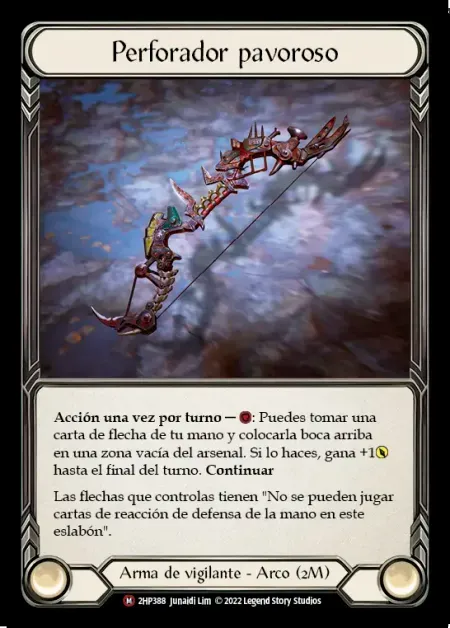 Perforador pavoroso
Acción una vez por turno — : Puedes tomar una
carta de flecha de tu mano y colocarla boca arriba
en una zona vacía del arsenal. Si lo haces, gana +1
hasta el final del turno. Continuar
Las flechas que controlas tienen "No se pueden jugar
cartas de reacción de defensa de la mano en este
eslabón".
Arma de vigilante - Arco (2M)
M 2HP388 Junaidi Lim © 2022 Legend Story Studios